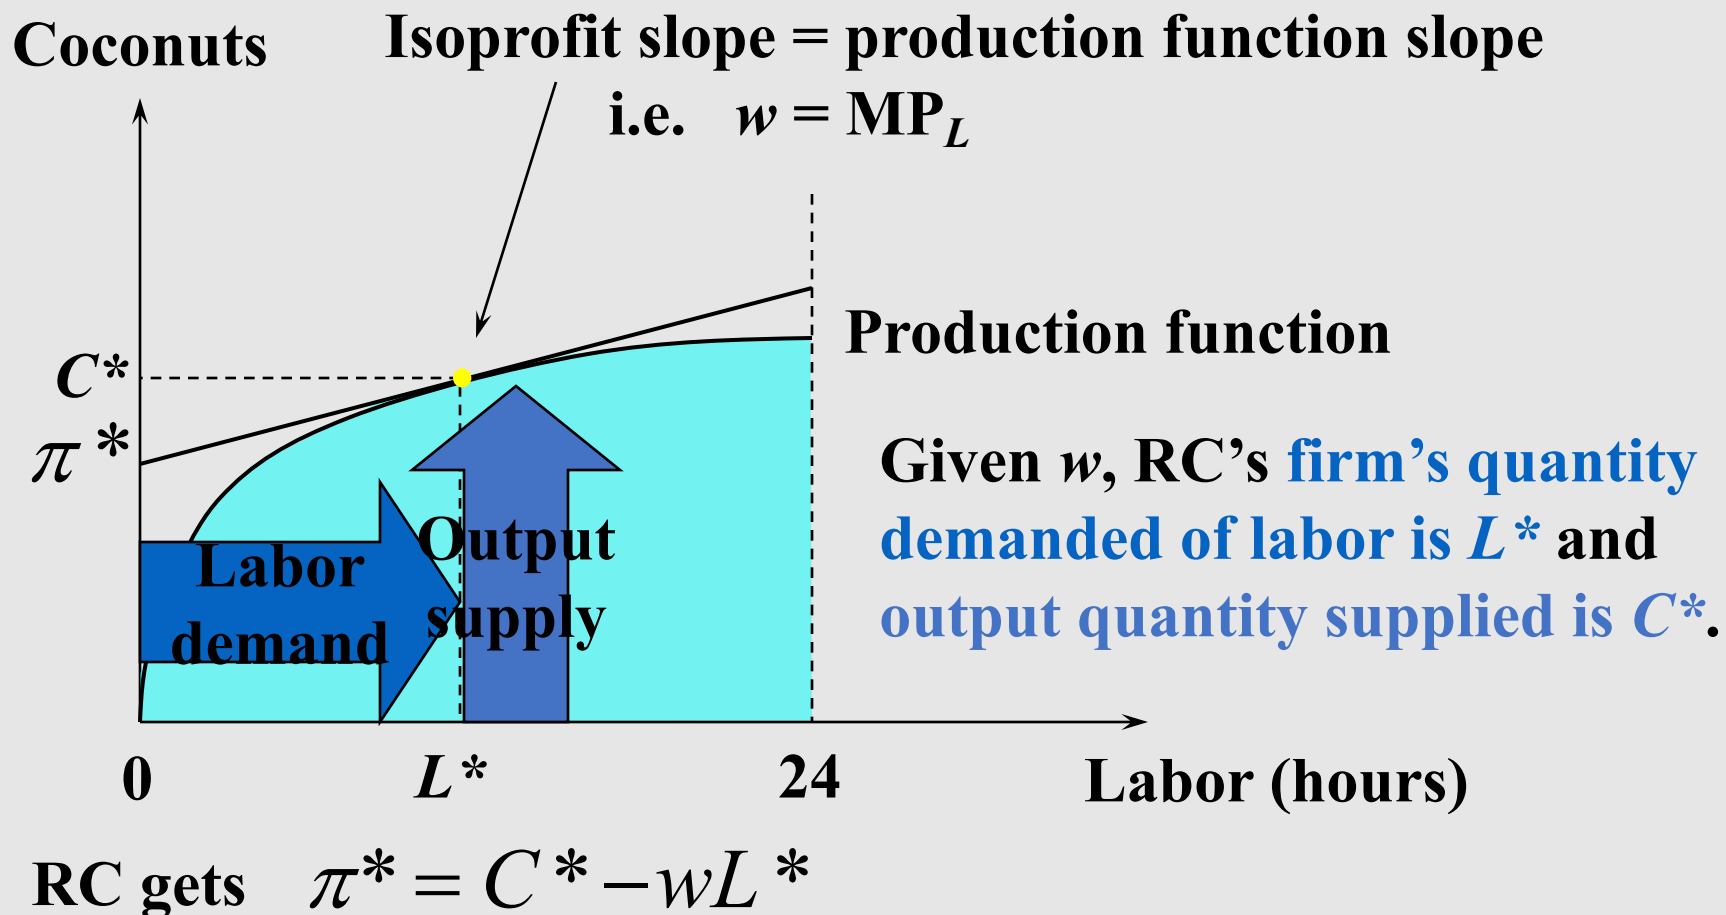 Coconuts
Isoprofit slope = production function slope
i.e. w = MP_L
Production function
C*
π*
Given w, RC’s firm’s quantity
demanded of labor is L* and
output quantity supplied is C*.
Labor
demand
Output
supply
0
L*
24
Labor (hours)
RC gets π* = C* − wL*